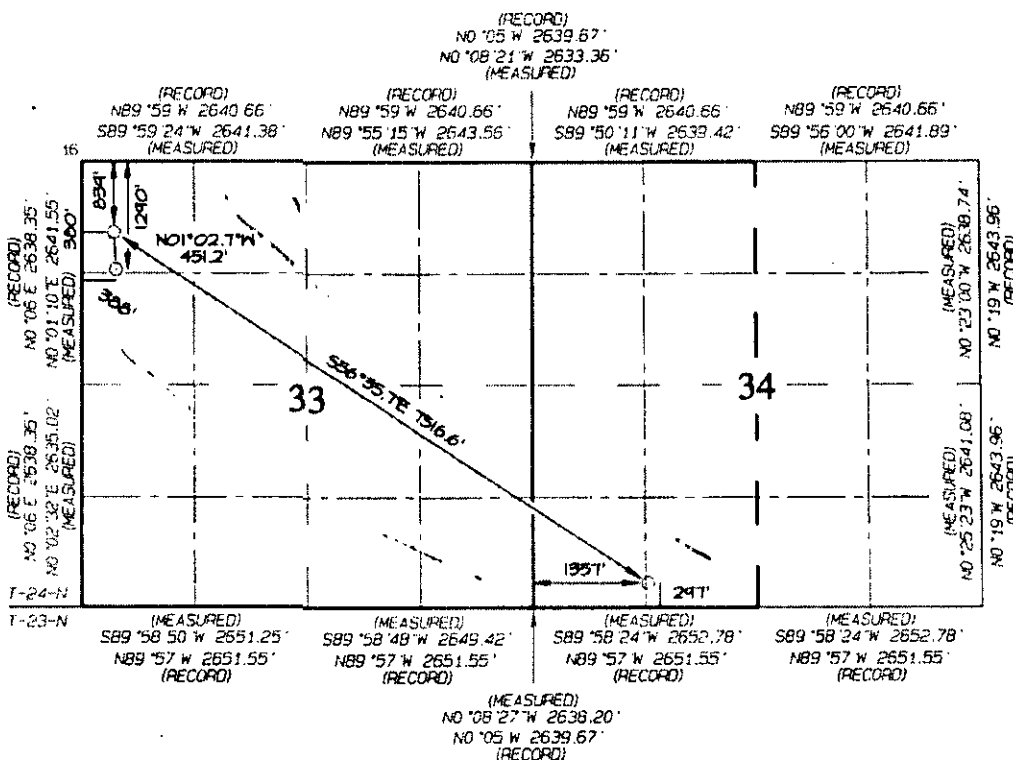 (RECORD)
N0°05'W 2639.67'
N0°08'21"W 2633.36'
(MEASURED)
(RECORD)
N89°59'W 2640.66'
S89°59'24"W 2641.38'
(MEASURED)
(RECORD)
N89°59'W 2640.66'
N89°55'15"W 2643.56'
(MEASURED)
(RECORD)
N89°59'W 2640.66'
S89°50'11"W 2639.42'
(MEASURED)
(RECORD)
N89°59'W 2640.66'
S89°56'00"W 2641.89'
(MEASURED)
16
834'
1290'
380'
N01°02.7'W
451.2'
388'
(RECORD)
N0°06'E 2638.35'
N0°01'10"E 2641.55'
(MEASURED)
(MEASURED)
N0°23'00"W 2638.74'
N0°19'W 2643.96'
(RECORD)
S56°35.7'E 7516.6'
33
34
(RECORD)
N0°06'E 2638.35'
N0°02'32"E 2635.02'
(MEASURED)
(MEASURED)
N0°25'23"W 2641.08'
N0°19'W 2643.96'
(RECORD)
1357'
297'
T-24-N
T-23-N
(MEASURED)
S89°58'50"W 2651.25'
N89°57'W 2651.55'
(RECORD)
(MEASURED)
S89°58'48"W 2649.42'
N89°57'W 2651.55'
(RECORD)
(MEASURED)
S89°58'24"W 2652.78'
N89°57'W 2651.55'
(RECORD)
(MEASURED)
S89°58'24"W 2652.78'
N89°57'W 2651.55'
(RECORD)
(MEASURED)
N0°08'27"W 2638.20'
N0°05'W 2639.67'
(RECORD)